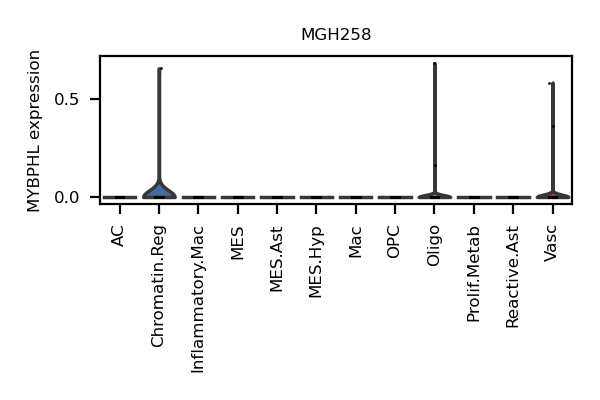 MGH258
MYBPHL expression
0.5
0.0
AC
Chromatin.Reg
Inflammatory.Mac
MES
MES.Ast
MES.Hyp
Mac
OPC
Oligo
Prolif.Metab
Reactive.Ast
Vasc